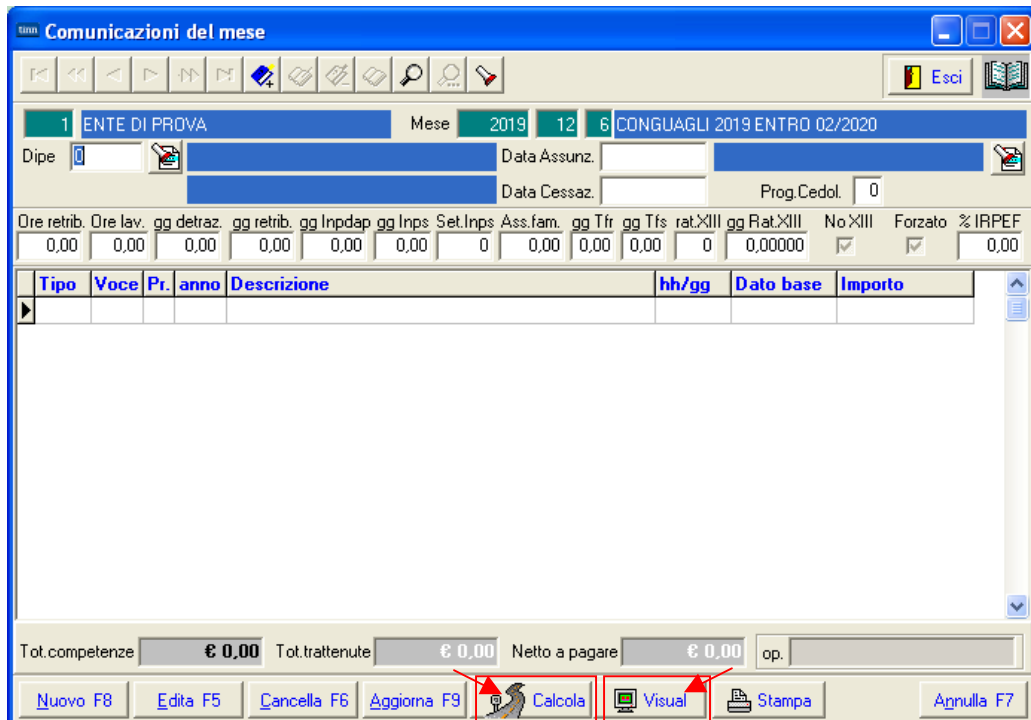 tinn Comunicazioni del mese
Esci
1 ENTE DI PROVA Mese 2019 12 6 CONGUAGLI 2019 ENTRO 02/2020
Dipe 0 Data Assunz.
Data Cessaz. Prog.Cedol. 0
Ore retrib. Ore lav. gg detraz. gg retrib. gg Inpdap gg Inps Set.Inps Ass.fam. gg Tfr gg Tfs rat.XIII gg Rat.XIII No XIII Forzato % IRPEF
0,00 0,00 0,00 0,00 0,00 0,00 0 0,00 0,00 0,00 0 0,00000 0,00
Tipo Voce Pr. anno Descrizione hh/gg Dato base Importo
Tot.competenze € 0,00 Tot.trattenute € 0,00 Netto a pagare € 0,00 op.
Nuovo F8 Edita F5 Cancella F6 Aggiorna F9 Calcola Visual Stampa Annulla F7